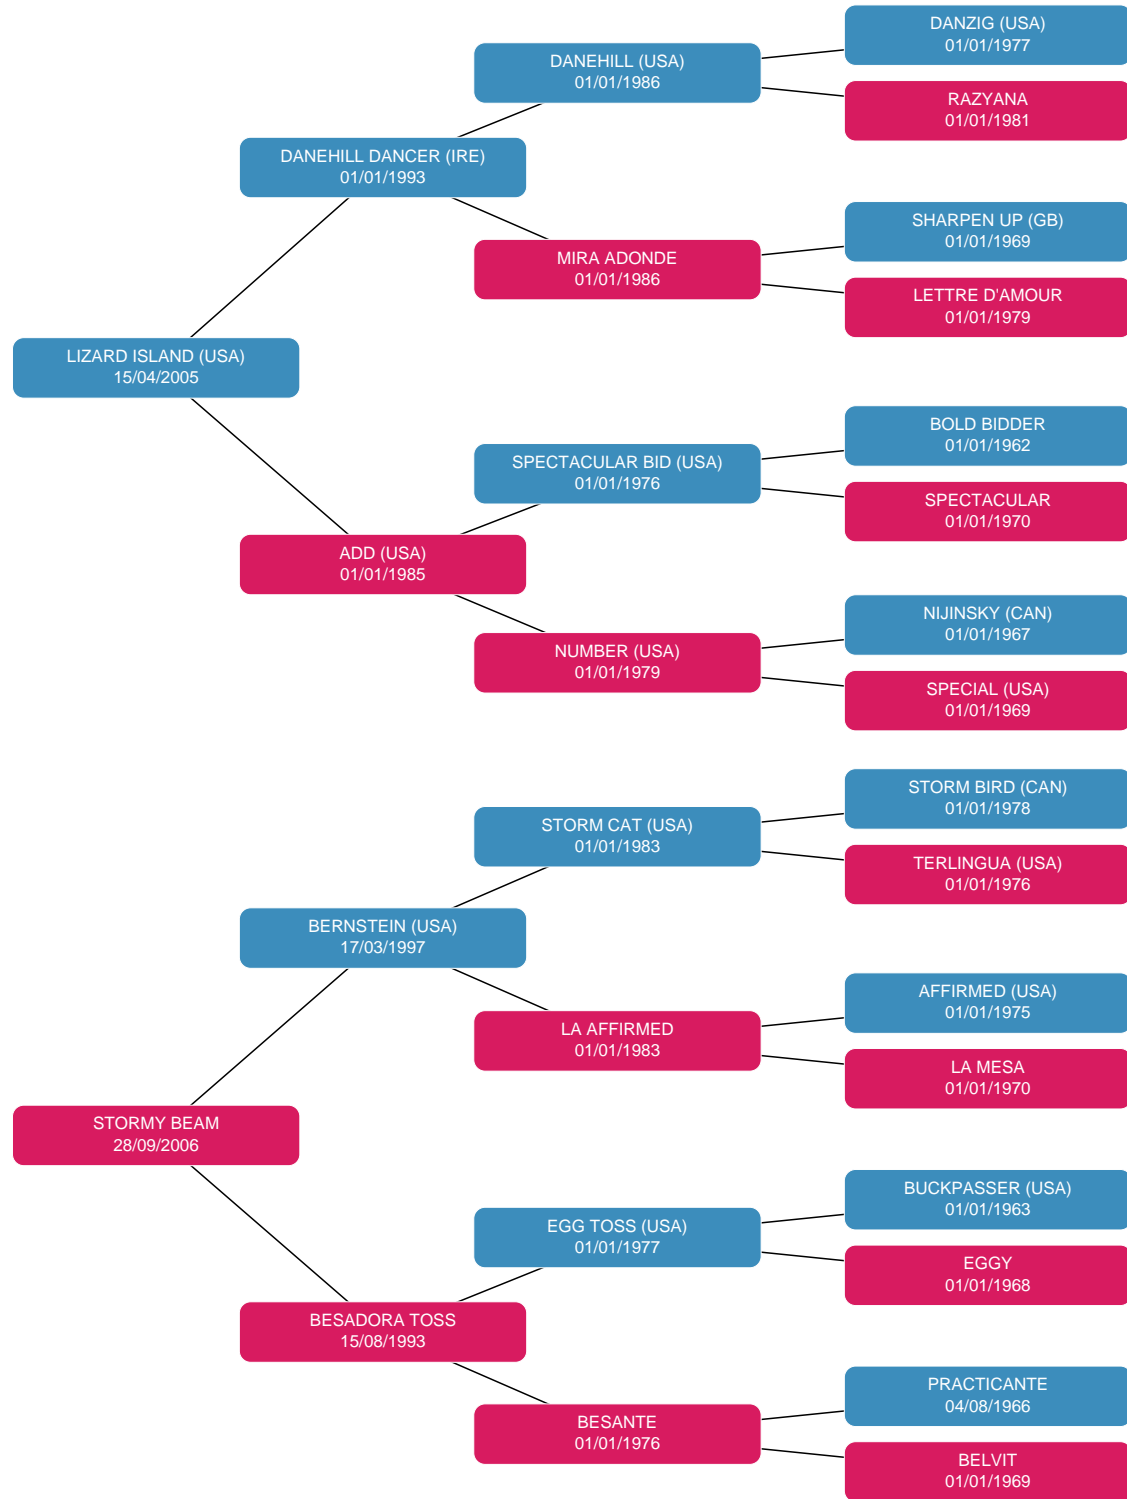 DANZIG (USA)
01/01/1977
DANEHILL (USA)
01/01/1986
RAZYANA
01/01/1981
DANEHILL DANCER (IRE)
01/01/1993
SHARPEN UP (GB)
01/01/1969
MIRA ADONDE
01/01/1986
LETTRE D'AMOUR
01/01/1979
LIZARD ISLAND (USA)
15/04/2005
BOLD BIDDER
01/01/1962
SPECTACULAR BID (USA)
01/01/1976
SPECTACULAR
01/01/1970
ADD (USA)
01/01/1985
NIJINSKY (CAN)
01/01/1967
NUMBER (USA)
01/01/1979
SPECIAL (USA)
01/01/1969
STORM BIRD (CAN)
01/01/1978
STORM CAT (USA)
01/01/1983
TERLINGUA (USA)
01/01/1976
BERNSTEIN (USA)
17/03/1997
AFFIRMED (USA)
01/01/1975
LA AFFIRMED
01/01/1983
LA MESA
01/01/1970
STORMY BEAM
28/09/2006
BUCKPASSER (USA)
01/01/1963
EGG TOSS (USA)
01/01/1977
EGGY
01/01/1968
BESADORA TOSS
15/08/1993
PRACTICANTE
04/08/1966
BESANTE
01/01/1976
BELVIT
01/01/1969